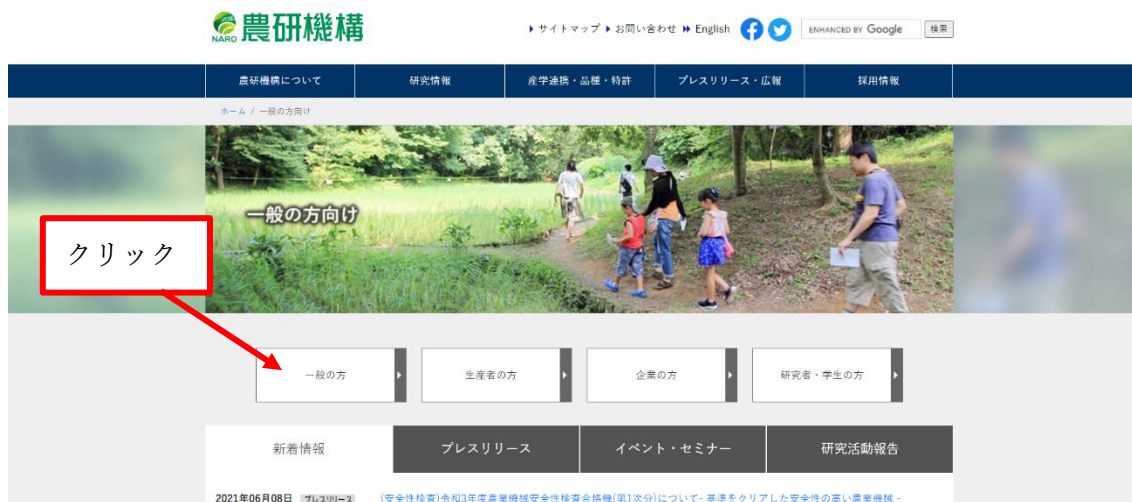 NARO 農研機構
サイトマップ お問い合わせ English ENHANCED BY Google 検索
農研機構について 研究情報 産学連携・品種・特許 プレスリリース・広報 採用情報
ホーム / 一般の方向け
一般の方向け
クリック
一般の方 生産者の方 企業の方 研究者・学生の方
新着情報 プレスリリース イベント・セミナー 研究活動報告
2021年06月08日 プレスリリース (安全性検査)令和3年度農業機械安全性検査合格機(第1次分)について- 基準をクリアした安全性の高い農業機械 -